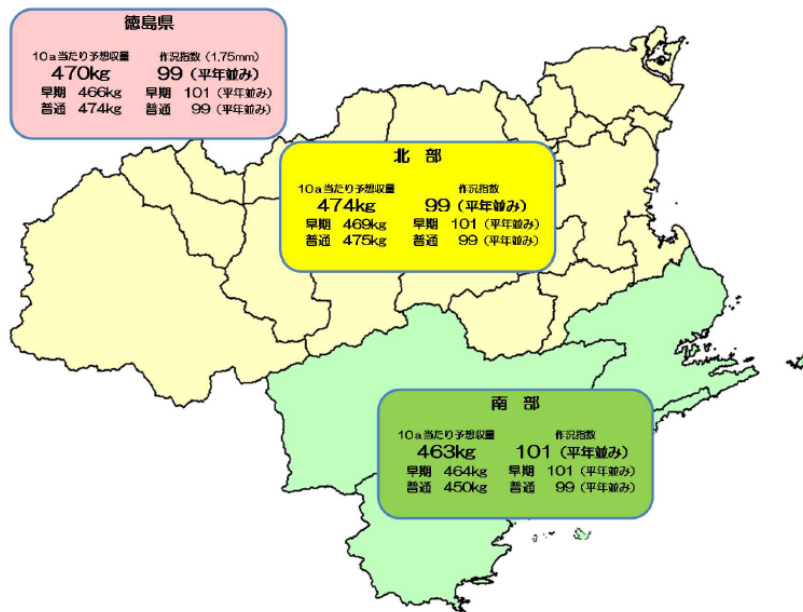 徳島県
10a当たり予想収量 作況指数(1.75mm)
470kg 99(平年並み)
早期 466kg 早期 101(平年並み)
普通 474kg 普通 99(平年並み)
北 部
10a当たり予想収量 作況指数
474kg 99(平年並み)
早期 469kg 早期 101(平年並み)
普通 475kg 普通 99(平年並み)
南 部
10a当たり予想収量 作況指数
463kg 101(平年並み)
早期 464kg 早期 101(平年並み)
普通 450kg 普通 99(平年並み)